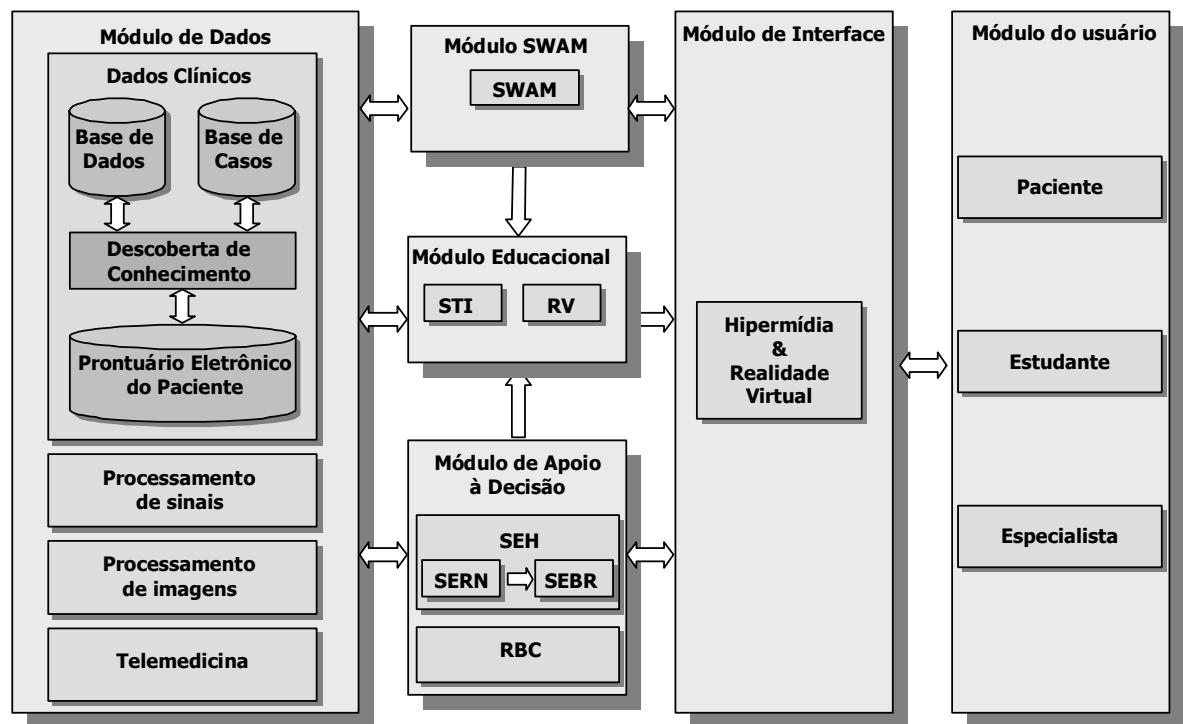 Módulo de Dados
Dados Clínicos
Base de
Dados
Base de
Casos
Descoberta de
Conhecimento
Prontuário Eletrônico
do Paciente
Processamento
de sinais
Processamento
de imagens
Telemedicina
Módulo SWAM
SWAM
Módulo Educacional
STI
RV
Módulo de Apoio
à Decisão
SEH
SERN
SEBR
RBC
Módulo de Interface
Hipermídia
&
Realidade
Virtual
Módulo do usuário
Paciente
Estudante
Especialista